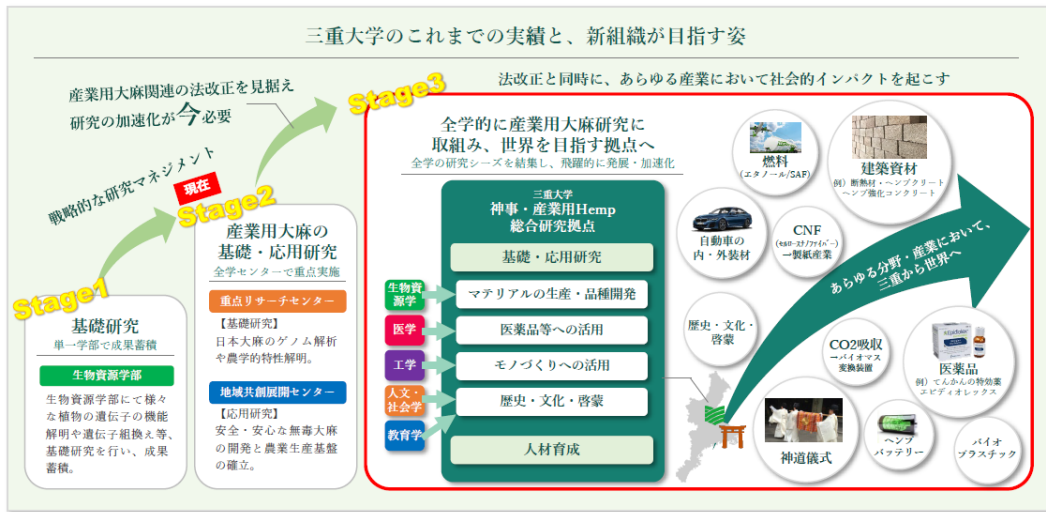 三重大学のこれまでの実績と、新組織が目指す姿
産業用大麻関連の法改正を見据え
研究の加速化が今必要
戦略的な研究マネジメント
Stage1
基礎研究
単一学部で成果蓄積
生物資源学部
生物資源学部にて様々
な植物の遺伝子の機能
解明や遺伝子組換え等、
基礎研究を行い、成果
蓄積。
現在
Stage2
産業用大麻の
基礎・応用研究
全学センターで重点実施
重点リサーチセンター
【基礎研究】
日本大麻のゲノム解析
や農学的特性解明。
地域共創展開センター
【応用研究】
安全・安心な無毒大麻
の開発と農業生産基盤
の確立。
Stage3
法改正と同時に、あらゆる産業において社会的インパクトを起こす
全学的に産業用大麻研究に
取組み、世界を目指す拠点へ
全学の研究シーズを結集し、飛躍的に発展・加速化
三重大学
神事・産業用Hemp
総合研究拠点
基礎・応用研究
生物資
源学
マテリアルの生産・品種開発
医学
医薬品等への活用
工学
モノづくりへの活用
人文・
社会学
歴史・文化・啓蒙
教育学
人材育成
燃料
(エタノール/SAF)
建築資材
例）断熱材・ヘンプクリート
ヘンプ強化コンクリート
自動車の
内・外装材
CNF
(セルロースナノファイバー)
→製紙産業
あらゆる分野・産業において、
三重から世界へ
歴史・文化・
啓蒙
CO2吸収
→バイオマス
変換装置
医薬品
例）てんかんの特効薬
エピディオレックス
神道儀式
ヘンプ
バッテリー
バイオ
プラスチック